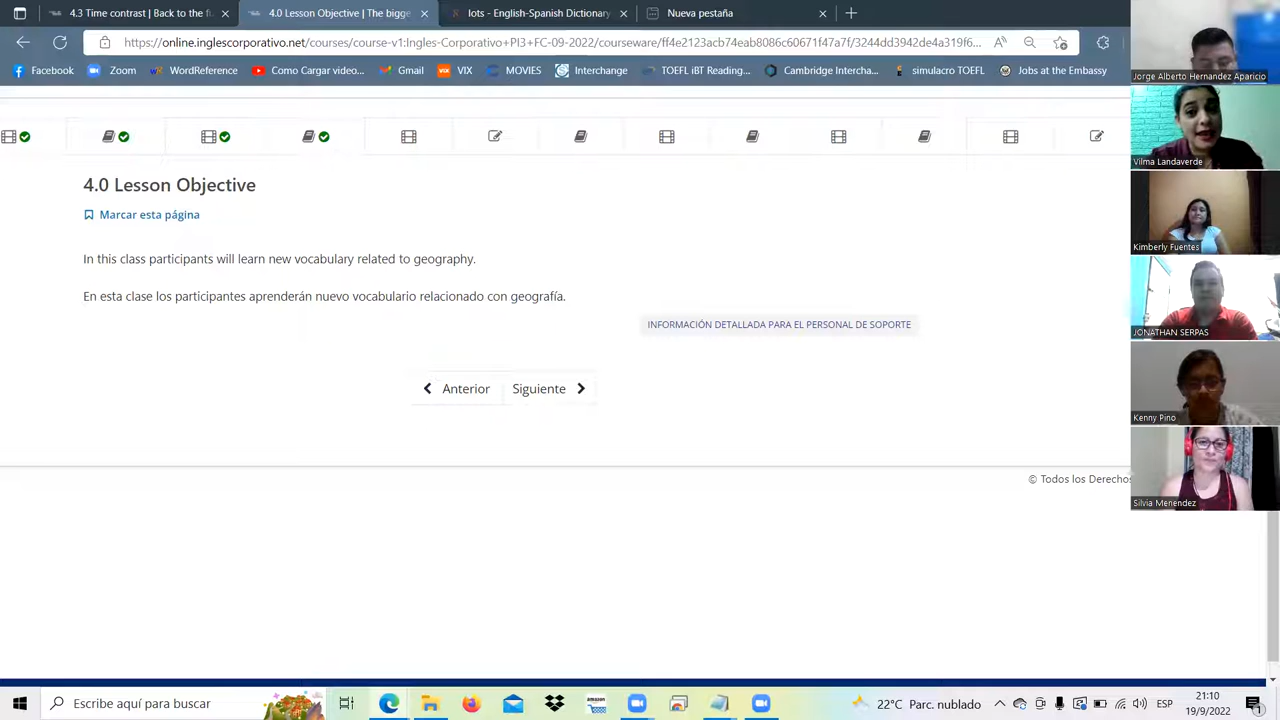 4.3 Time contrast | Back to the f
4.0 Lesson Objective | The bigge
lots - English-Spanish Dictionary
Nueva pestaña
https://online.inglescorporativo.net/courses/course-v1:Ingles-Corporativo+PI3+FC-09-2022/courseware/ff4e2123acb74eab8086c60671f47a7f/3244dd3942de4a319f6...
Facebook
Zoom
WordReference
Como Cargar video...
Gmail
VIX
MOVIES
Interchange
TOEFL iBT Reading...
Cambridge Intercha...
simulacro TOEFL
Jobs at the Embassy
4.0 Lesson Objective
Marcar esta página
In this class participants will learn new vocabulary related to geography.
En esta clase los participantes aprenderán nuevo vocabulario relacionado con geografía.
INFORMACIÓN DETALLADA PARA EL PERSONAL DE SOPORTE
Anterior
Siguiente
© Todos los Derechos
Jorge Alberto Hernandez Aparicio
Vilma Landaverde
Kimberly Fuentes
JONATHAN SERPAS
Kenny Pino
Silvia Menendez
Escribe aquí para buscar
22°C Parc. nublado
ESP
21:10
19/9/2022